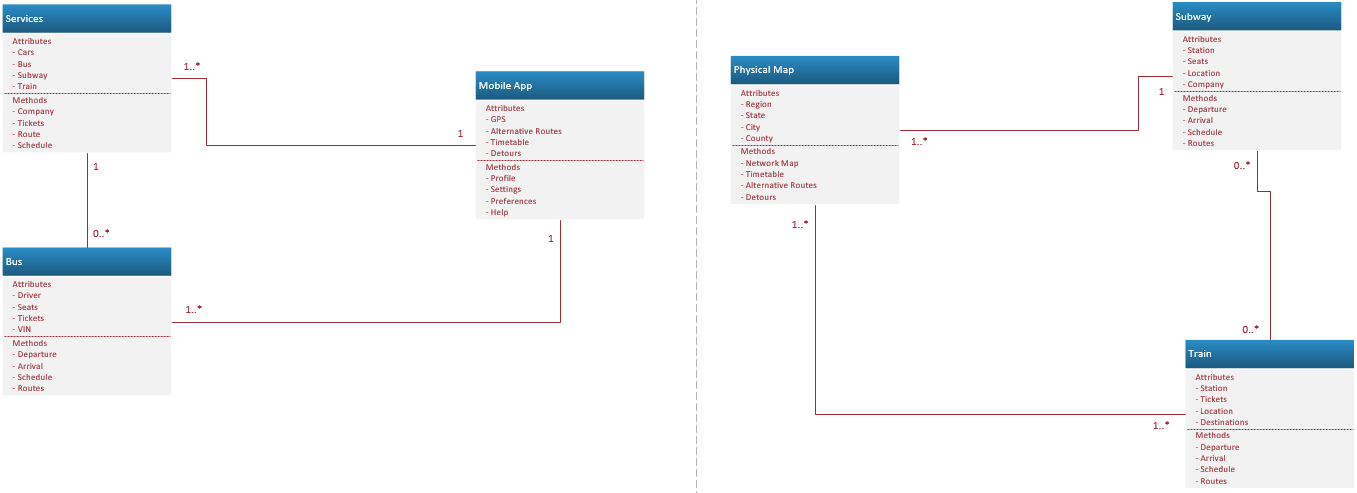 Services
Attributes
- Cars
- Bus
- Subway
- Train
Methods
- Company
- Tickets
- Route
- Schedule
1..*
1
Mobile App
Attributes
- GPS
- Alternative Routes
- Timetable
- Detours
Methods
- Profile
- Settings
- Preferences
- Help
1
0..*
Bus
Attributes
- Driver
- Seats
- Tickets
- VIN
Methods
- Departure
- Arrival
- Schedule
- Routes
1..*
1
Physical Map
Attributes
- Region
- State
- City
- County
Methods
- Network Map
- Timetable
- Alternative Routes
- Detours
1..*
1
Subway
Attributes
- Station
- Seats
- Location
- Company
Methods
- Departure
- Arrival
- Schedule
- Routes
0..*
0..*
1..*
1..*
Train
Attributes
- Station
- Tickets
- Location
- Destinations
Methods
- Departure
- Arrival
- Schedule
- Routes